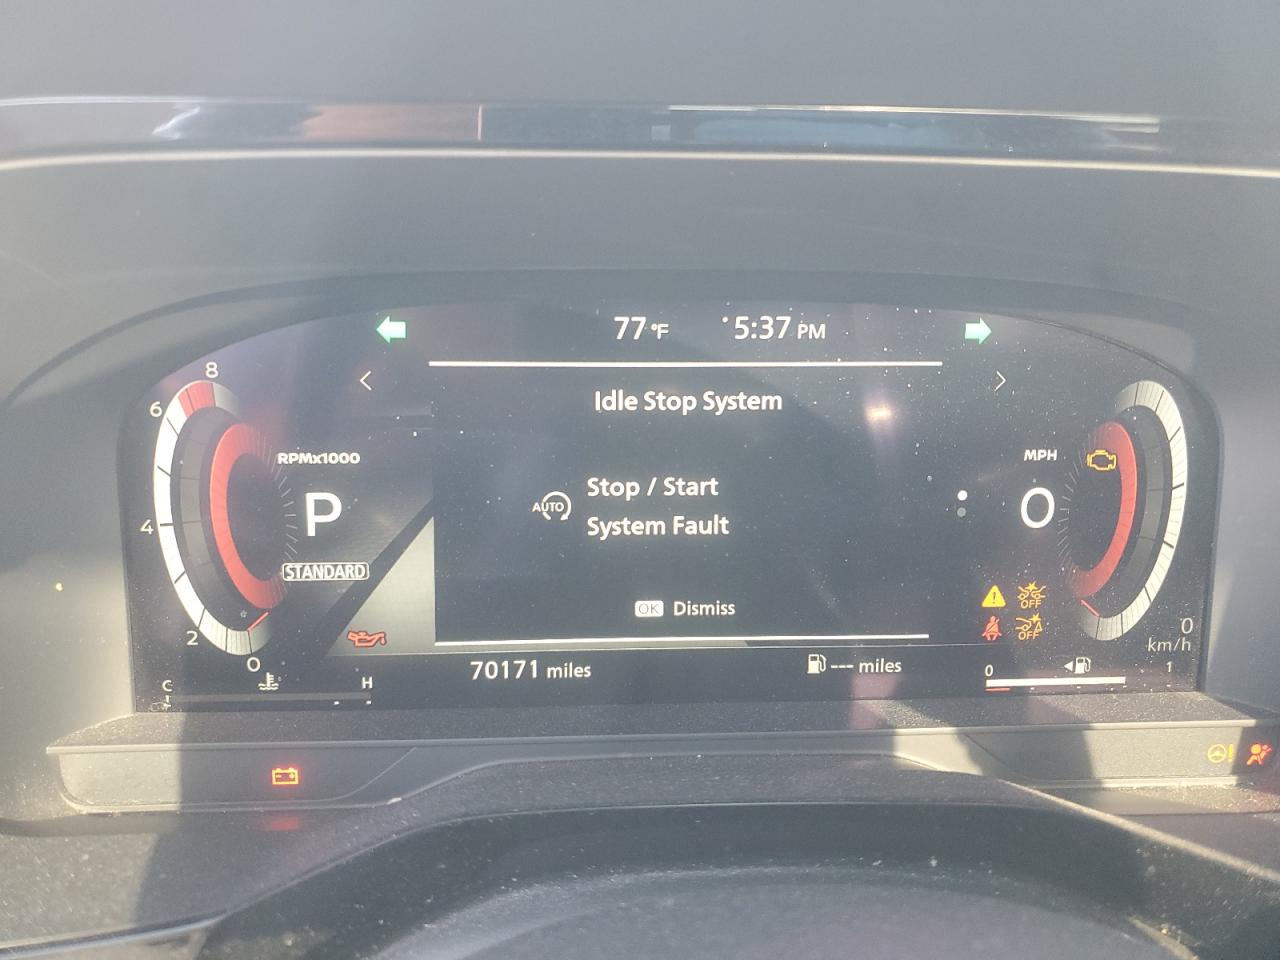 77°F 5:37 PM
Idle Stop System
8
6
4
2
0
RPMx1000
P
STANDARD
AUTO
Stop / Start
System Fault
OK Dismiss
MPH
0
OFF
OFF
0
km/h
C H
70171 miles
--- miles
0 1